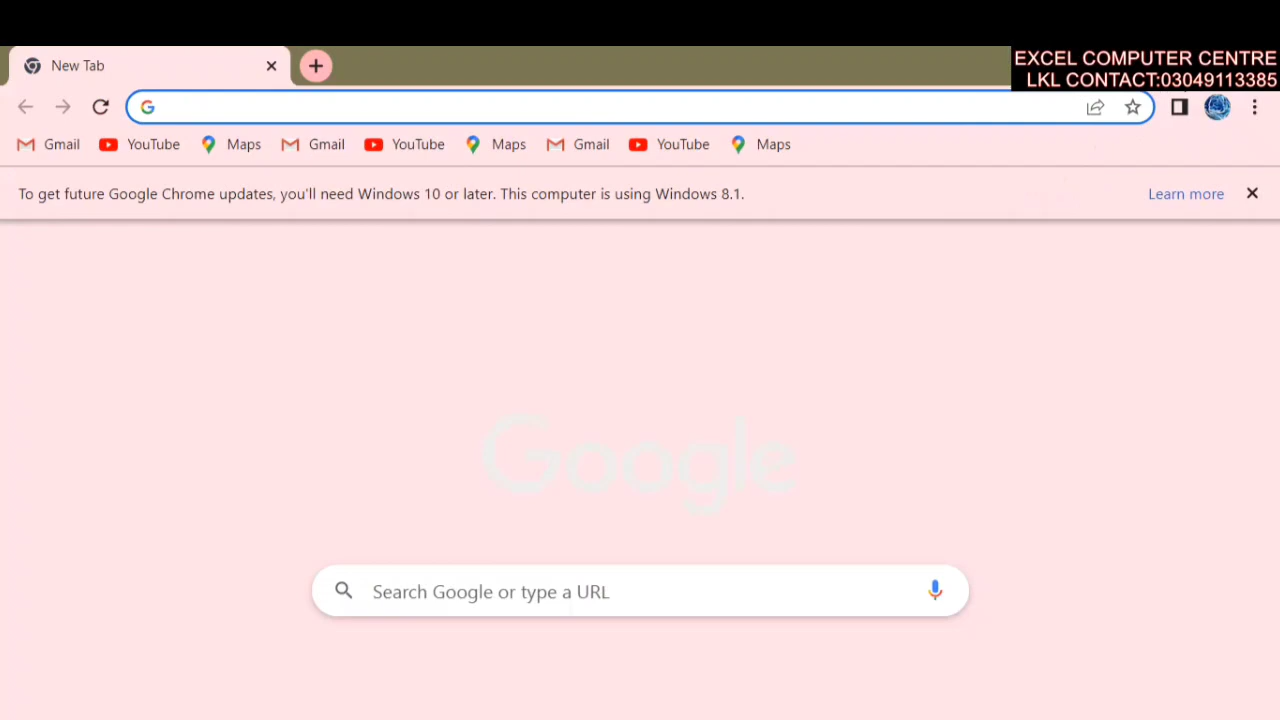 New Tab
EXCEL COMPUTER CENTRE
LKL CONTACT:03049113385
Gmail YouTube Maps Gmail YouTube Maps Gmail YouTube Maps
To get future Google Chrome updates, you'll need Windows 10 or later. This computer is using Windows 8.1. Learn more
Google
Search Google or type a URL